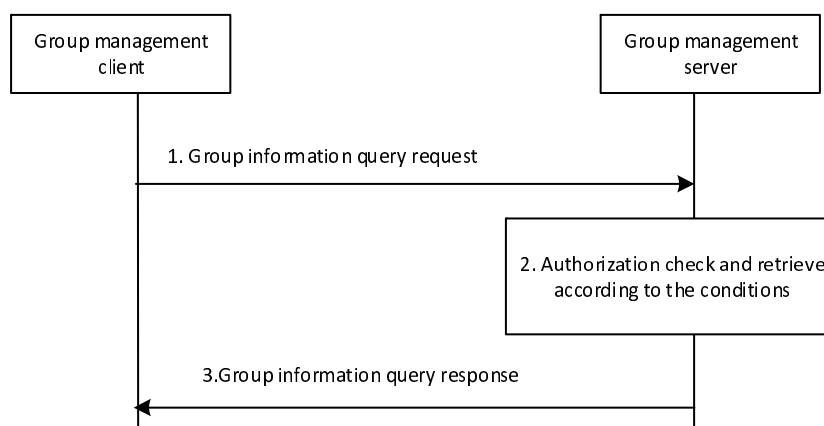 Group management
client
Group management
server
1. Group information query request
2. Authorization check and retrieve
according to the conditions
3.Group information query response